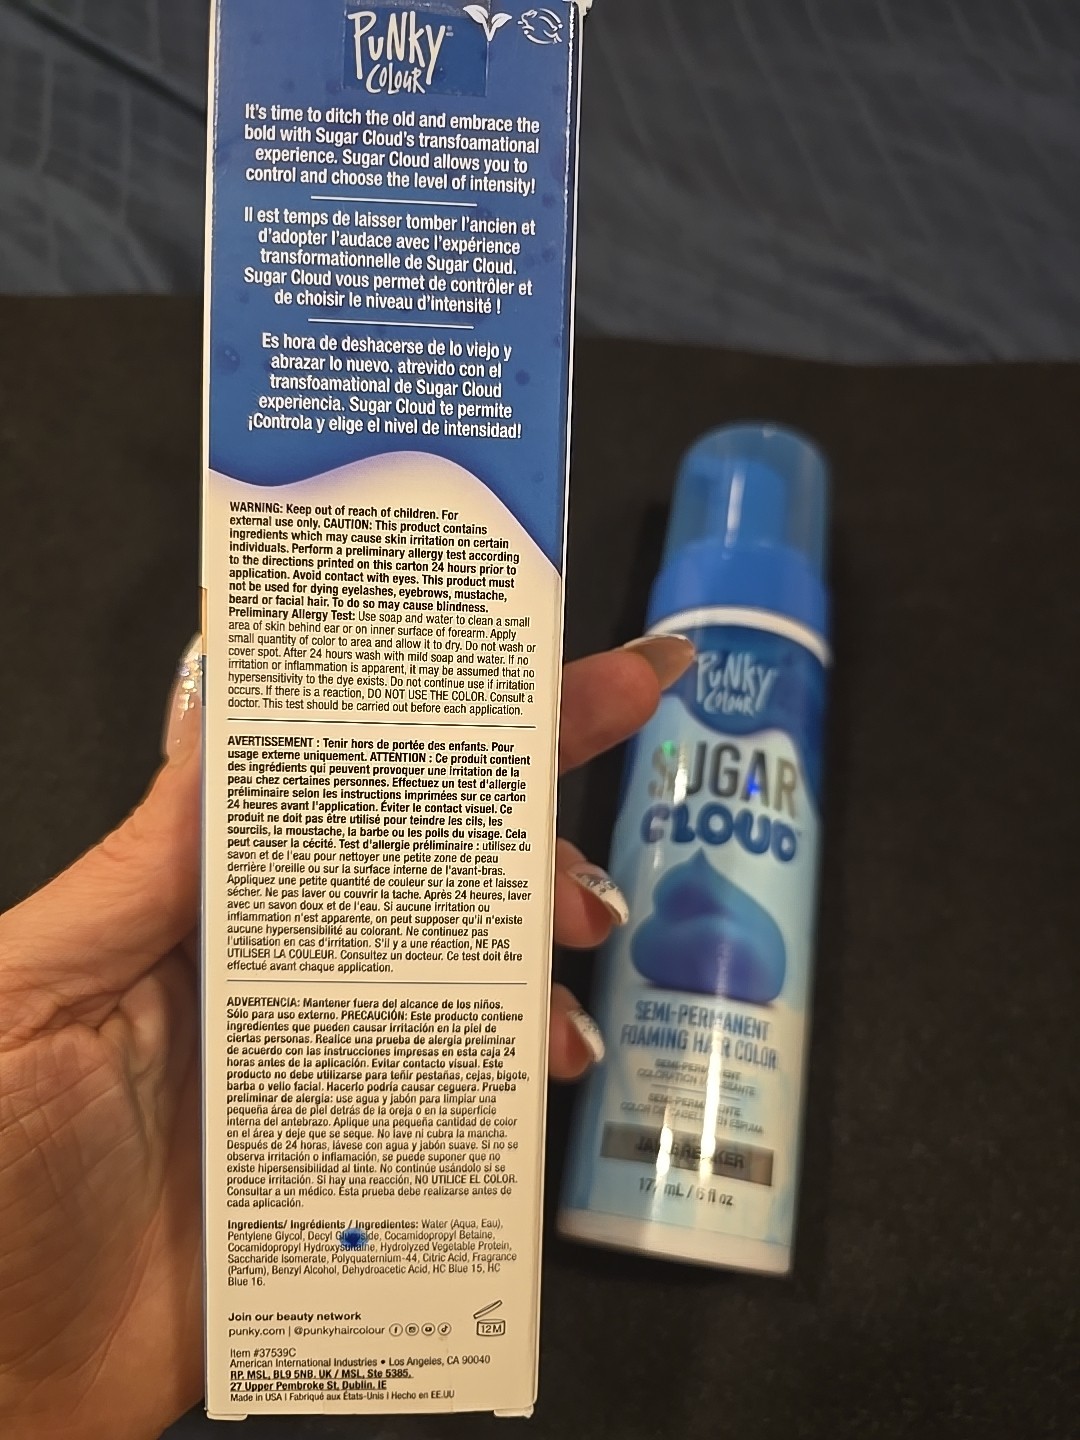 PUNKY
COLOUR
It's time to ditch the old and embrace the
bold with Sugar Cloud's transfoamational
experience. Sugar Cloud allows you to
control and choose the level of intensity!
Il est temps de laisser tomber l'ancien et
d'adopter l'audace avec l'expérience
transformationnelle de Sugar Cloud.
Sugar Cloud vous permet de contrôler et
de choisir le niveau d'intensité !
Es hora de deshacerse de lo viejo y
abrazar lo nuevo. atrevido con el
transfoamational de Sugar Cloud
experiencia. Sugar Cloud te permite
¡Controla y elige el nivel de intensidad!
WARNING: Keep out of reach of children. For
external use only. CAUTION: This product contains
ingredients which may cause skin irritation on certain
individuals. Perform a preliminary allergy test according
to the directions printed on this carton 24 hours prior to
application. Avoid contact with eyes. This product must
not be used for dying eyelashes, eyebrows, mustache,
beard or facial hair. To do so may cause blindness.
Preliminary Allergy Test: Use soap and water to clean a small
area of skin behind ear or on inner surface of forearm. Apply
small quantity of color to area and allow it to dry. Do not wash or
cover spot. After 24 hours wash with mild soap and water. If no
irritation or inflammation is apparent, it may be assumed that no
hypersensitivity to the dye exists. Do not continue use if irritation
occurs. If there is a reaction, DO NOT USE THE COLOR. Consult a
doctor. This test should be carried out before each application.
AVERTISSEMENT : Tenir hors de portée des enfants. Pour
usage externe uniquement. ATTENTION : Ce produit contient
des ingrédients qui peuvent provoquer une irritation de la
peau chez certaines personnes. Effectuez un test d'allergie
préliminaire selon les instructions imprimées sur ce carton
24 heures avant l'application. Éviter le contact visuel. Ce
produit ne doit pas être utilisé pour teindre les cils, les
sourcils, la moustache, la barbe ou les poils du visage. Cela
peut causer la cécité. Test d'allergie préliminaire : utilisez du
savon et de l'eau pour nettoyer une petite zone de peau
derrière l'oreille ou sur la surface interne de l'avant-bras.
Appliquez une petite quantité de couleur sur la zone et laissez
sécher. Ne pas laver ou couvrir la tache. Après 24 heures, laver
avec un savon doux et de l'eau. Si aucune irritation ou
inflammation n'est apparente, on peut supposer qu'il n'existe
aucune hypersensibilité au colorant. Ne continuez pas
l'utilisation en cas d'irritation. S'il y a une réaction, NE PAS
UTILISER LA COULEUR. Consultez un docteur. Ce test doit être
effectué avant chaque application.
ADVERTENCIA: Mantener fuera del alcance de los niños.
Sólo para uso externo. PRECAUCIÓN: Este producto contiene
ingredientes que pueden causar irritación en la piel de
ciertas personas. Realice una prueba de alergia preliminar
de acuerdo con las instrucciones impresas en esta caja 24
horas antes de la aplicación. Evitar contacto visual. Este
producto no debe utilizarse para teñir pestañas, cejas, bigote,
barba o vello facial. Hacerlo podría causar ceguera. Prueba
preliminar de alergia: use agua y jabón para limpiar una
pequeña área de piel detrás de la oreja o en la superficie
interna del antebrazo. Aplique una pequeña cantidad de color
en el área y deje que se seque. No lave ni cubra la mancha.
Después de 24 horas, lávese con agua y jabón suave. Si no se
observa irritación o inflamación, se puede suponer que no
existe hipersensibilidad al tinte. No continúe usándolo si se
produce irritación. Si hay una reacción, NO UTILICE EL COLOR.
Consultar a un médico. Esta prueba debe realizarse antes de
cada aplicación.
Ingredients/ Ingrédients / Ingredientes: Water (Aqua, Eau),
Pentylene Glycol, Decyl Glucoside, Cocamidopropyl Betaine,
Cocamidopropyl Hydroxysultaine, Hydrolyzed Vegetable Protein,
Saccharide Isomerate, Polyquaternium-44, Citric Acid, Fragrance
(Parfum), Benzyl Alcohol, Dehydroacetic Acid, HC Blue 15, HC
Blue 16.
Join our beauty network
punky.com | @punkyhaircolour
12M
Item #37539C
American International Industries • Los Angeles, CA 90040
RP. MSL, BL9 5NB. UK / MSL, Ste 5385,
27 Upper Pembroke St, Dublin. IE
Made in USA | Fabriqué aux États-Unis | Hecho en EE.UU
PUNKY
COLOUR
SUGAR
CLOUD
SEMI-PERMANENT
FOAMING HAIR COLOR
SEMI-PERMANENTE
JAWBREAKER
177 mL / 6 fl oz